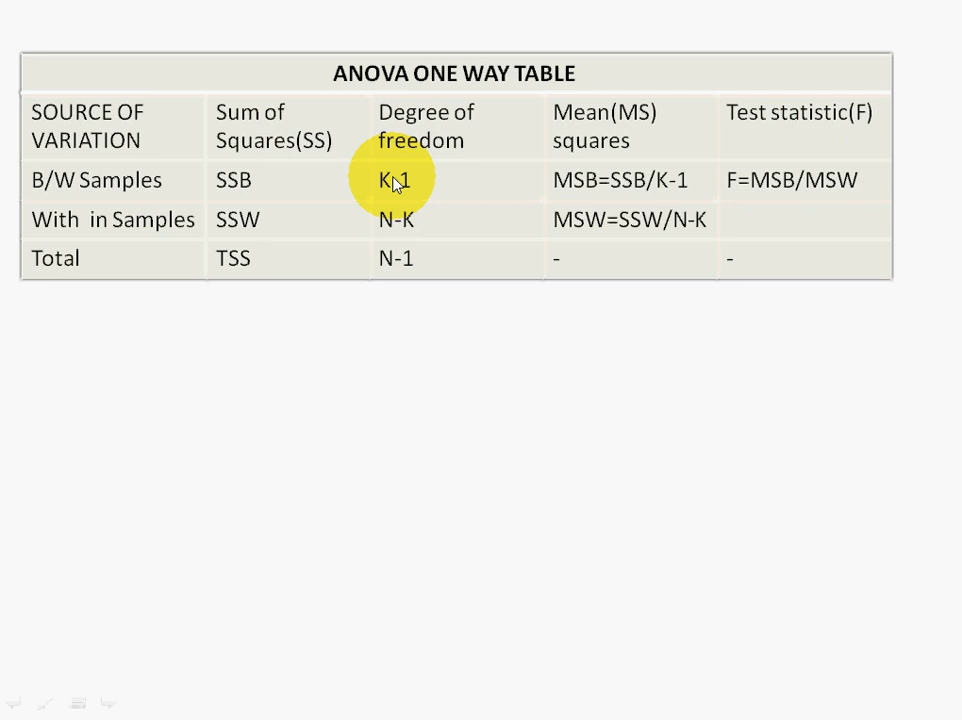 ANOVA ONE WAY TABLE
SOURCE OF VARIATION Sum of Squares(SS) Degree of freedom Mean(MS) squares Test statistic(F)
B/W Samples SSB K-1 MSB=SSB/K-1 F=MSB/MSW
With in Samples SSW N-K MSW=SSW/N-K
Total TSS N-1 - -